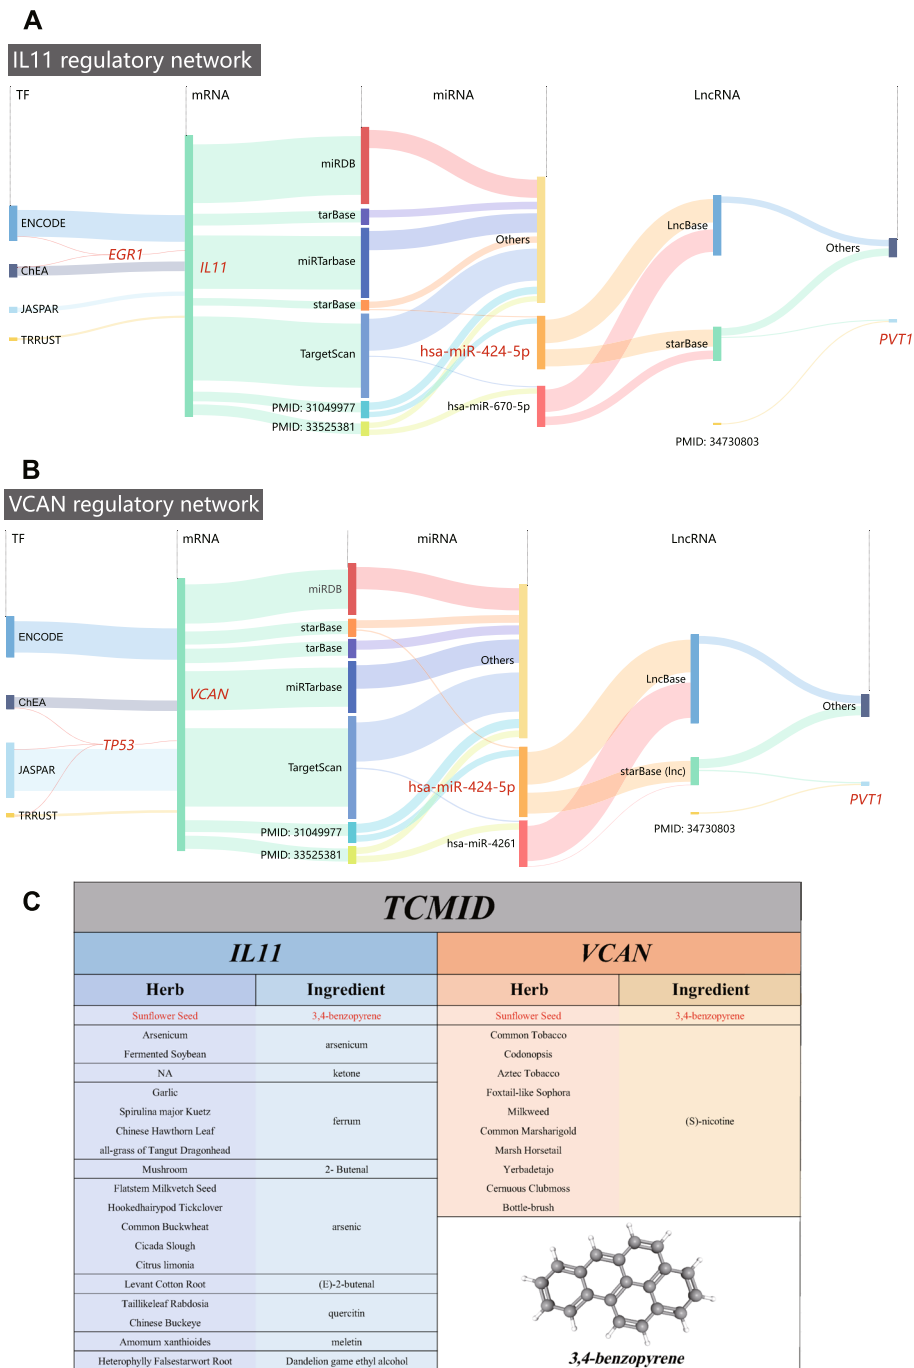 A
IL11 regulatory network
TF mRNA miRNA LncRNA
miRDB
tarBase
ENCODE
LncBase
EGR1
Others
Others
IL11
miRTarbase
ChEA
starBase
JASPAR
TRRUST
starBase
PVT1
hsa-miR-424-5p
TargetScan
hsa-miR-670-5p
PMID: 31049977
PMID: 33525381
PMID: 34730803
B
VCAN regulatory network
TF mRNA miRNA LncRNA
miRDB
starBase
ENCODE
tarBase
Others
LncBase
miRTarbase
VCAN
ChEA
Others
TP53
TargetScan
JASPAR
starBase (lnc)
hsa-miR-424-5p
PVT1
TRRUST
PMID: 31049977
PMID: 34730803
hsa-miR-4261
PMID: 33525381
C
TCMID
IL11 VCAN
Herb Ingredient Herb Ingredient
Sunflower Seed 3,4-benzopyrene Sunflower Seed 3,4-benzopyrene
Arsenicum arsenicum Common Tobacco
Fermented Soybean Codonopsis
NA ketone Aztec Tobacco
Garlic Foxtail-like Sophora
Spirulina major Kuetz ferrum Milkweed (S)-nicotine
Chinese Hawthorn Leaf Common Marsharigold
all-grass of Tangut Dragonhead Marsh Horsetail
Mushroom 2- Butenal Yerbadetajo
Flatstem Milkvetch Seed Cernuous Clubmoss
Hookedhairypod Tickclover Bottle-brush
Common Buckwheat arsenic
Cicada Slough
Citrus limonia
Levant Cotton Root (E)-2-butenal
Taillikeleaf Rabdosia quercitin
Chinese Buckeye
Amomum xanthioides meletin
Heterophylly Falsestarwort Root Dandelion game ethyl alcohol
3,4-benzopyrene